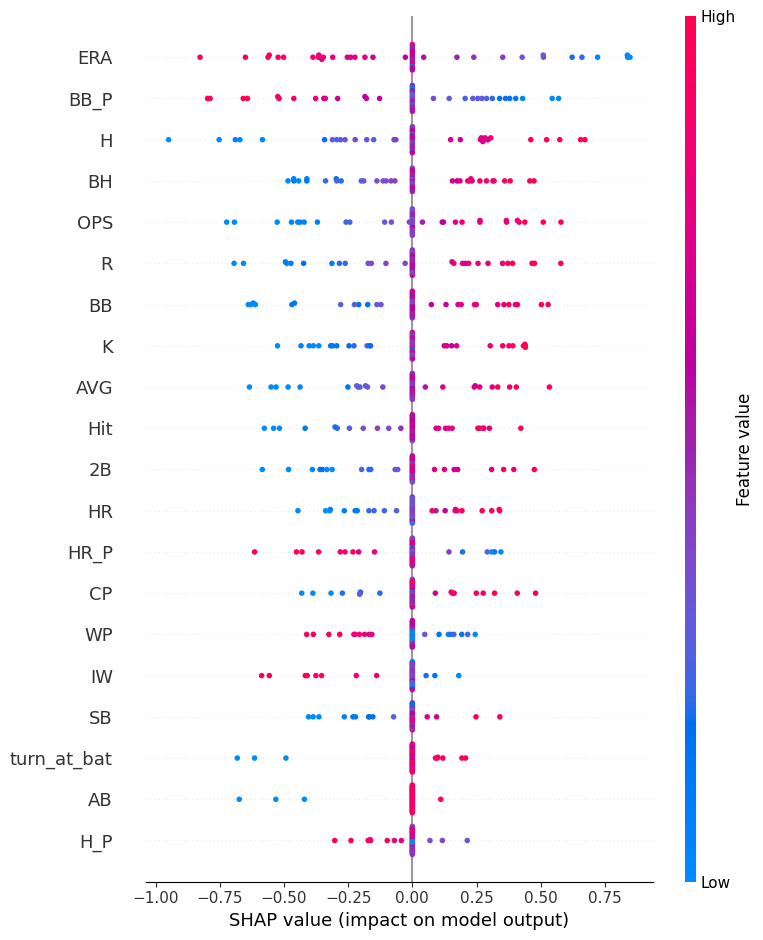 High
ERA
BB_P
H
BH
OPS
R
BB
K
AVG
Hit
2B
HR
HR_P
CP
WP
IW
SB
turn_at_bat
AB
H_P
Feature value
Low
−1.00 −0.75 −0.50 −0.25 0.00 0.25 0.50 0.75
SHAP value (impact on model output)